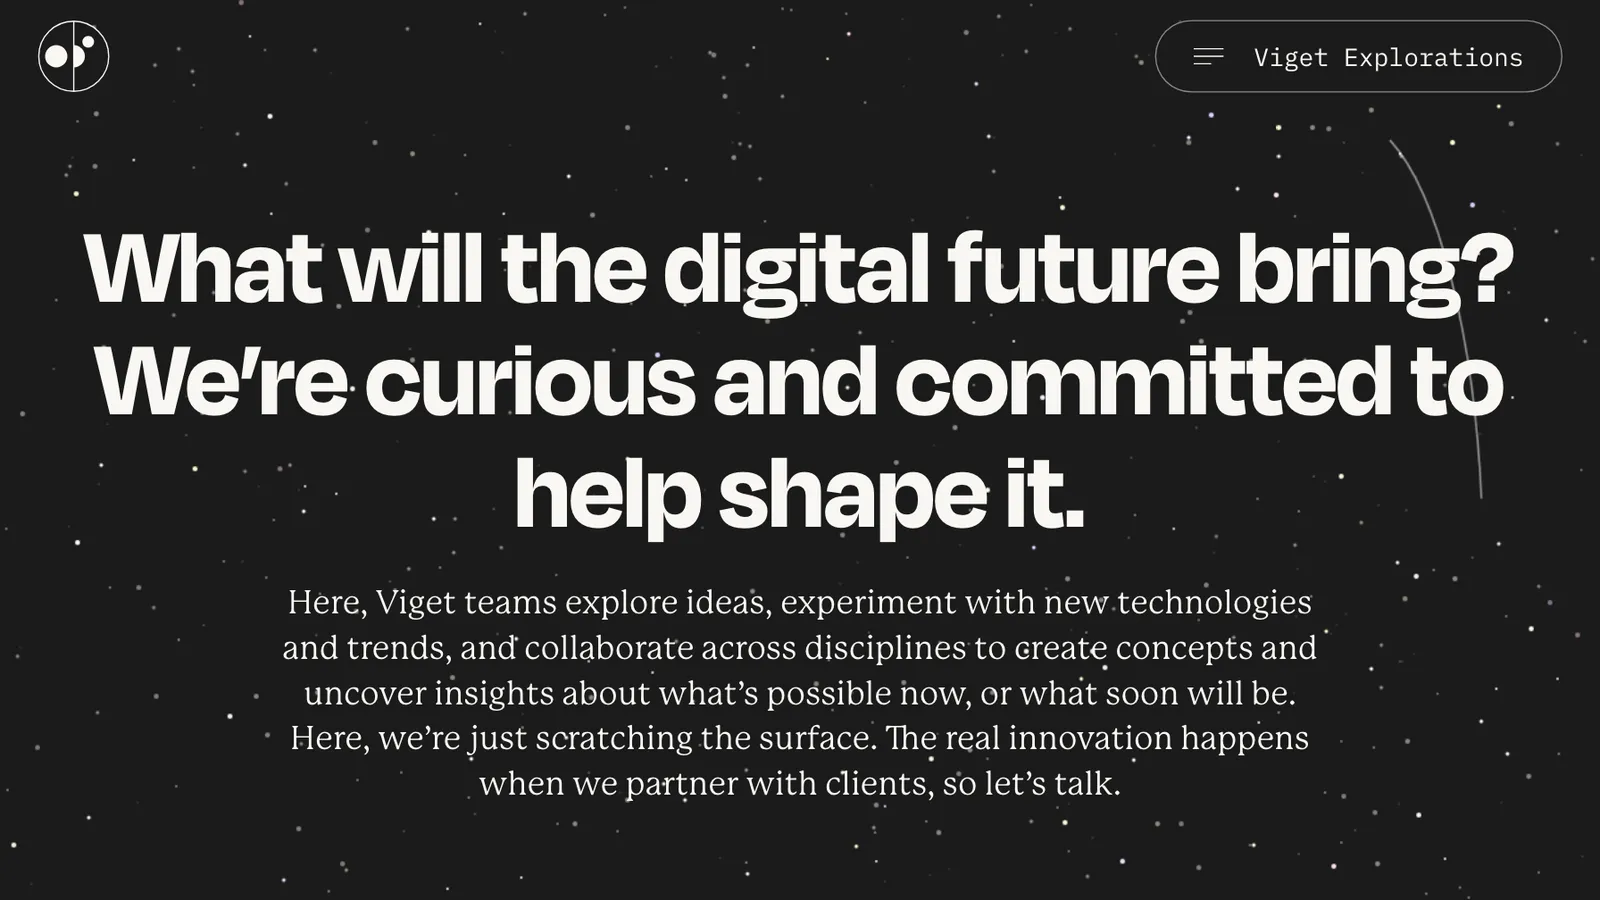 Viget Explorations
What will the digital future bring?
We’re curious and committed to
help shape it.
Here, Viget teams explore ideas, experiment with new technologies
and trends, and collaborate across disciplines to create concepts and
uncover insights about what’s possible now, or what soon will be.
Here, we’re just scratching the surface. The real innovation happens
when we partner with clients, so let’s talk.